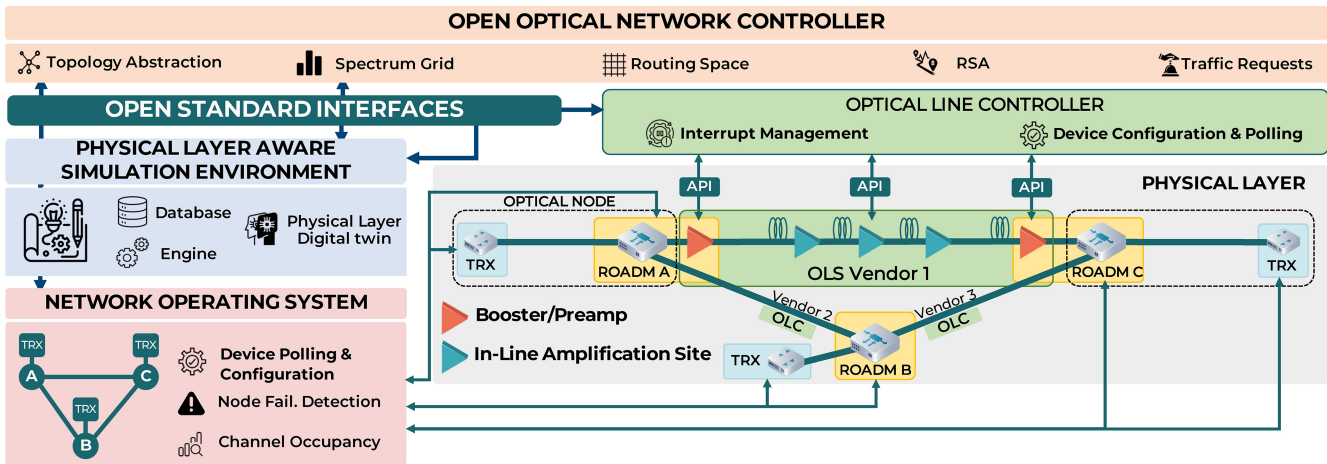 OPEN OPTICAL NETWORK CONTROLLER
Topology Abstraction
Spectrum Grid
Routing Space
RSA
Traffic Requests
OPEN STANDARD INTERFACES
OPTICAL LINE CONTROLLER
Interrupt Management
Device Configuration & Polling
PHYSICAL LAYER AWARE
SIMULATION ENVIRONMENT
Database
Engine
Physical Layer
Digital twin
API
API
API
PHYSICAL LAYER
OPTICAL NODE
TRX
ROADM A
OLS Vendor 1
ROADM C
TRX
Vendor 2
OLC
Vendor 3
OLC
TRX
ROADM B
Booster/Preamp
In-Line Amplification Site
NETWORK OPERATING SYSTEM
TRX
TRX
A
C
TRX
B
Device Polling &
Configuration
Node Fail. Detection
Channel Occupancy